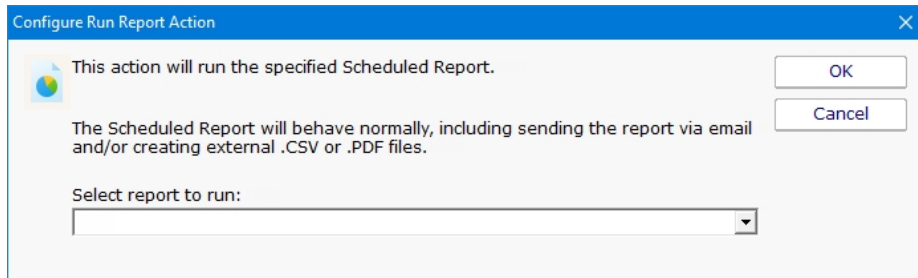 Configure Run Report Action
This action will run the specified Scheduled Report.
OK
Cancel
The Scheduled Report will behave normally, including sending the report via email
and/or creating external .CSV or .PDF files.
Select report to run: